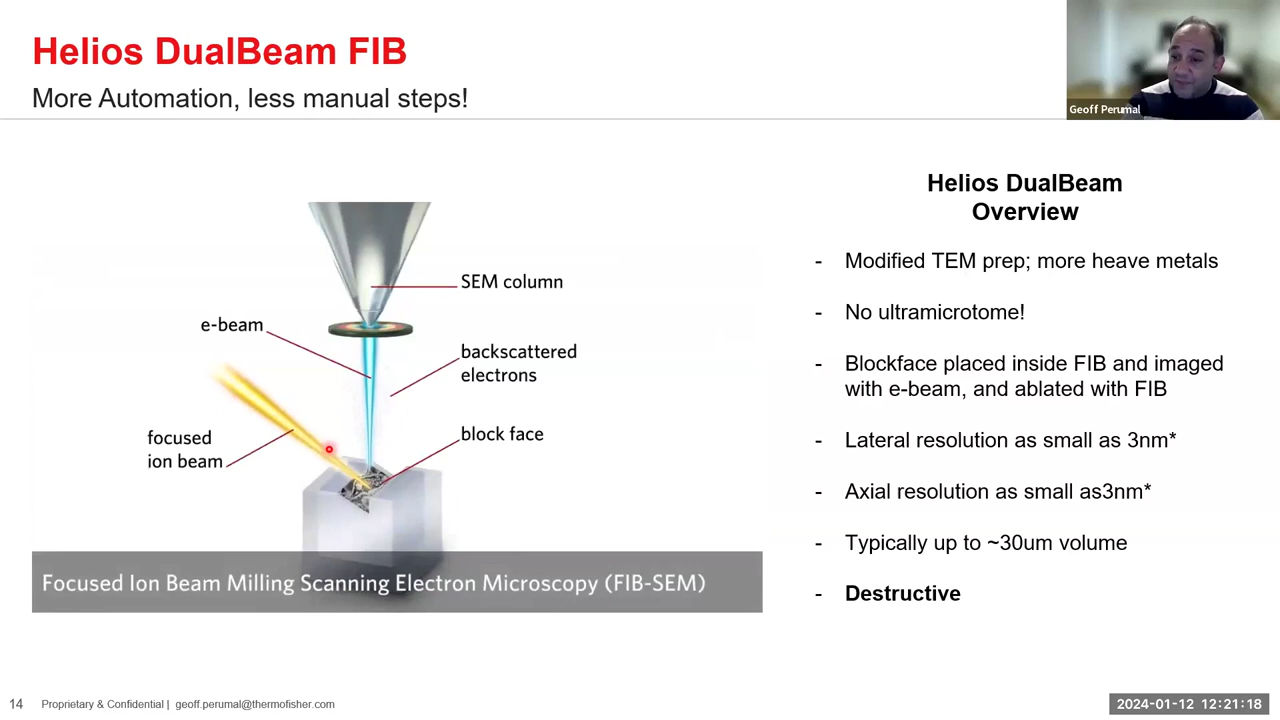 Helios DualBeam FIB
More Automation, less manual steps!
Geoff Perumal
SEM column
e-beam
backscattered
electrons
focused
ion beam
block face
Focused Ion Beam Milling Scanning Electron Microscopy (FIB-SEM)
Helios DualBeam
Overview
- Modified TEM prep; more heave metals
- No ultramicrotome!
- Blockface placed inside FIB and imaged
with e-beam, and ablated with FIB
- Lateral resolution as small as 3nm*
- Axial resolution as small as3nm*
- Typically up to ~30um volume
- Destructive
14 Proprietary & Confidential | geoff.perumal@thermofisher.com
2024-01-12 12:21:18